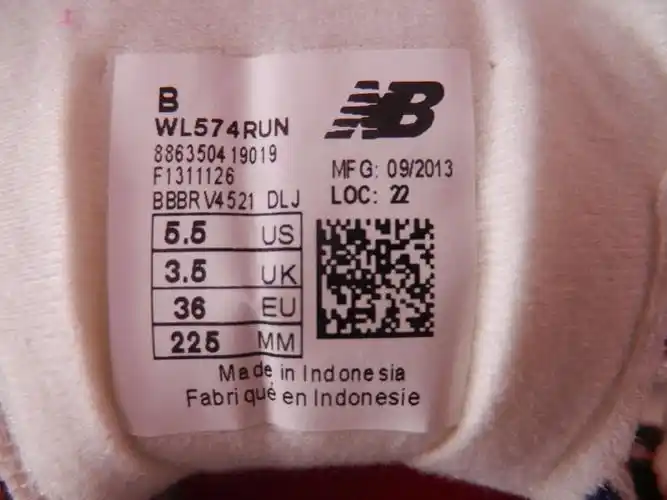 B
WL574RUN
NB
886350419019
F1311126
BBBRV4521 DLJ
MFG: 09/2013
LOC: 22
5.5 US
3.5 UK
36 EU
225 MM
Made in Indonesia
Fabriqué en Indonesie